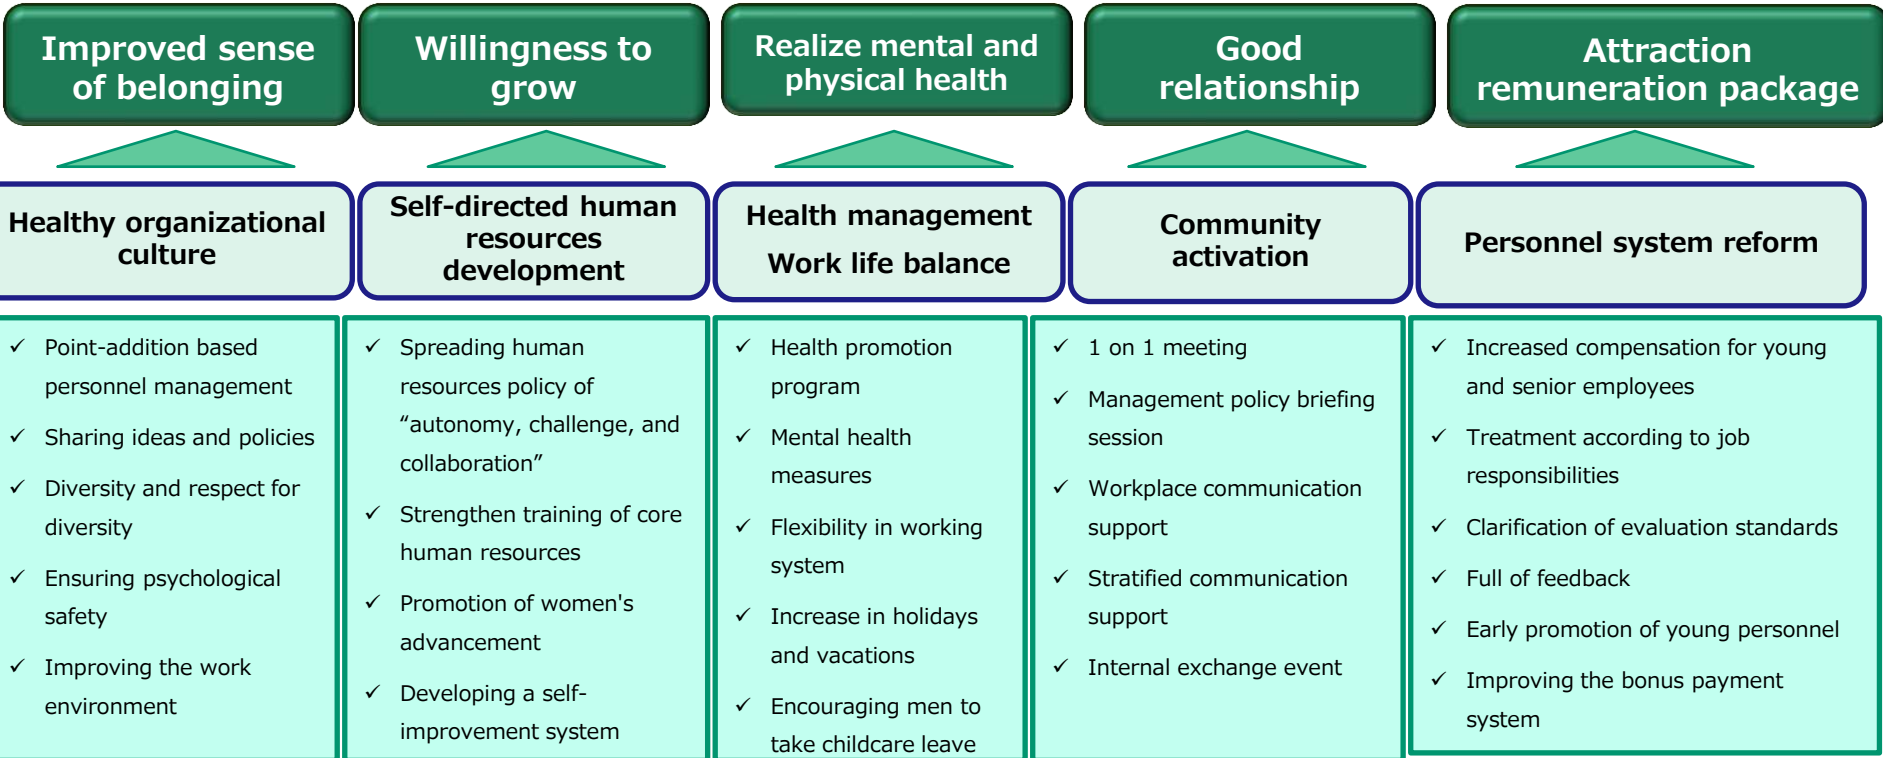 Improved sense
of belonging
Willingness to
grow
Realize mental and
physical health
Good
relationship
Attraction
remuneration package
Healthy organizational
culture
Self-directed human
resources
development
Health management
Work life balance
Community
activation
Personnel system reform
✓ Point-addition based
personnel management
✓ Sharing ideas and policies
✓ Diversity and respect for
diversity
✓ Ensuring psychological
safety
✓ Improving the work
environment
✓ Spreading human
resources policy of
“autonomy, challenge, and
collaboration”
✓ Strengthen training of core
human resources
✓ Promotion of women's
advancement
✓ Developing a self-
improvement system
✓ Health promotion
program
✓ Mental health
measures
✓ Flexibility in working
system
✓ Increase in holidays
and vacations
✓ Encouraging men to
take childcare leave
✓ 1 on 1 meeting
✓ Management policy briefing
session
✓ Workplace communication
support
✓ Stratified communication
support
✓ Internal exchange event
✓ Increased compensation for young
and senior employees
✓ Treatment according to job
responsibilities
✓ Clarification of evaluation standards
✓ Full of feedback
✓ Early promotion of young personnel
✓ Improving the bonus payment
system